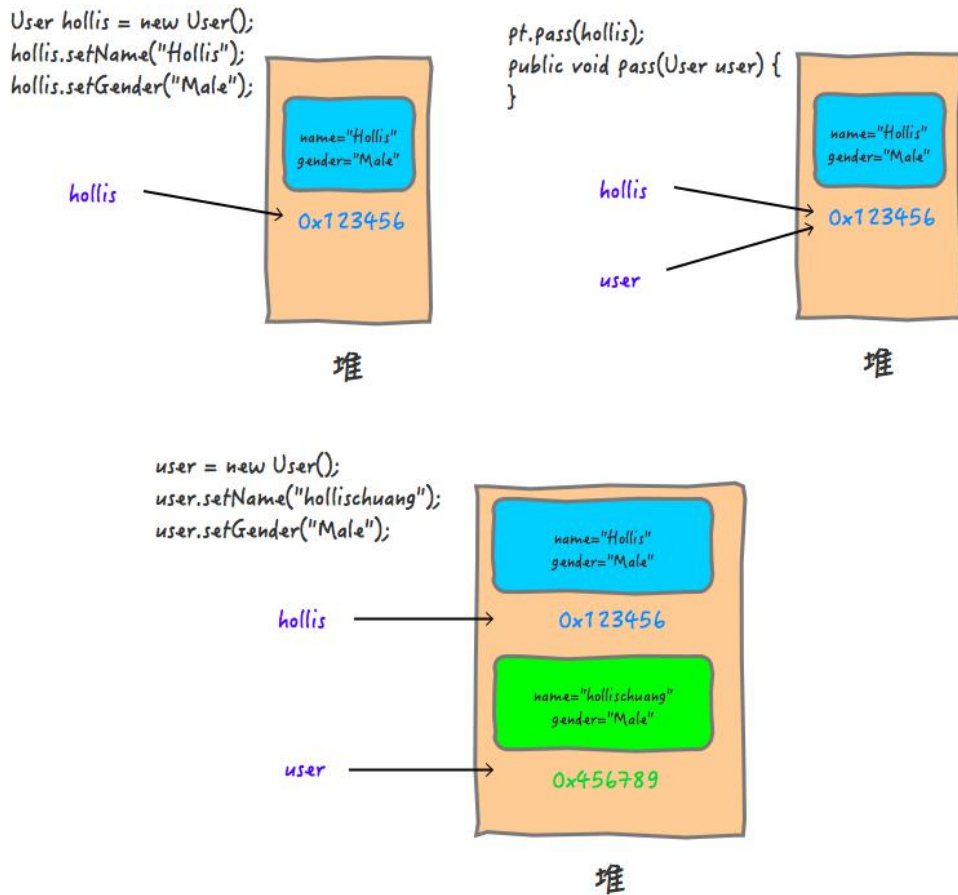 User hollis = new User();
hollis.setName("Hollis");
hollis.setGender("Male");
name="Hollis"
gender="Male"
hollis
0x123456
堆
pt.pass(hollis);
public void pass(User user) {
}
name="Hollis"
gender="Male"
hollis
0x123456
user
堆
user = new User();
user.setName("hollischuang");
user.setGender("Male");
name="Hollis"
gender="Male"
hollis
0x123456
name="hollischuang"
gender="Male"
user
0x456789
堆